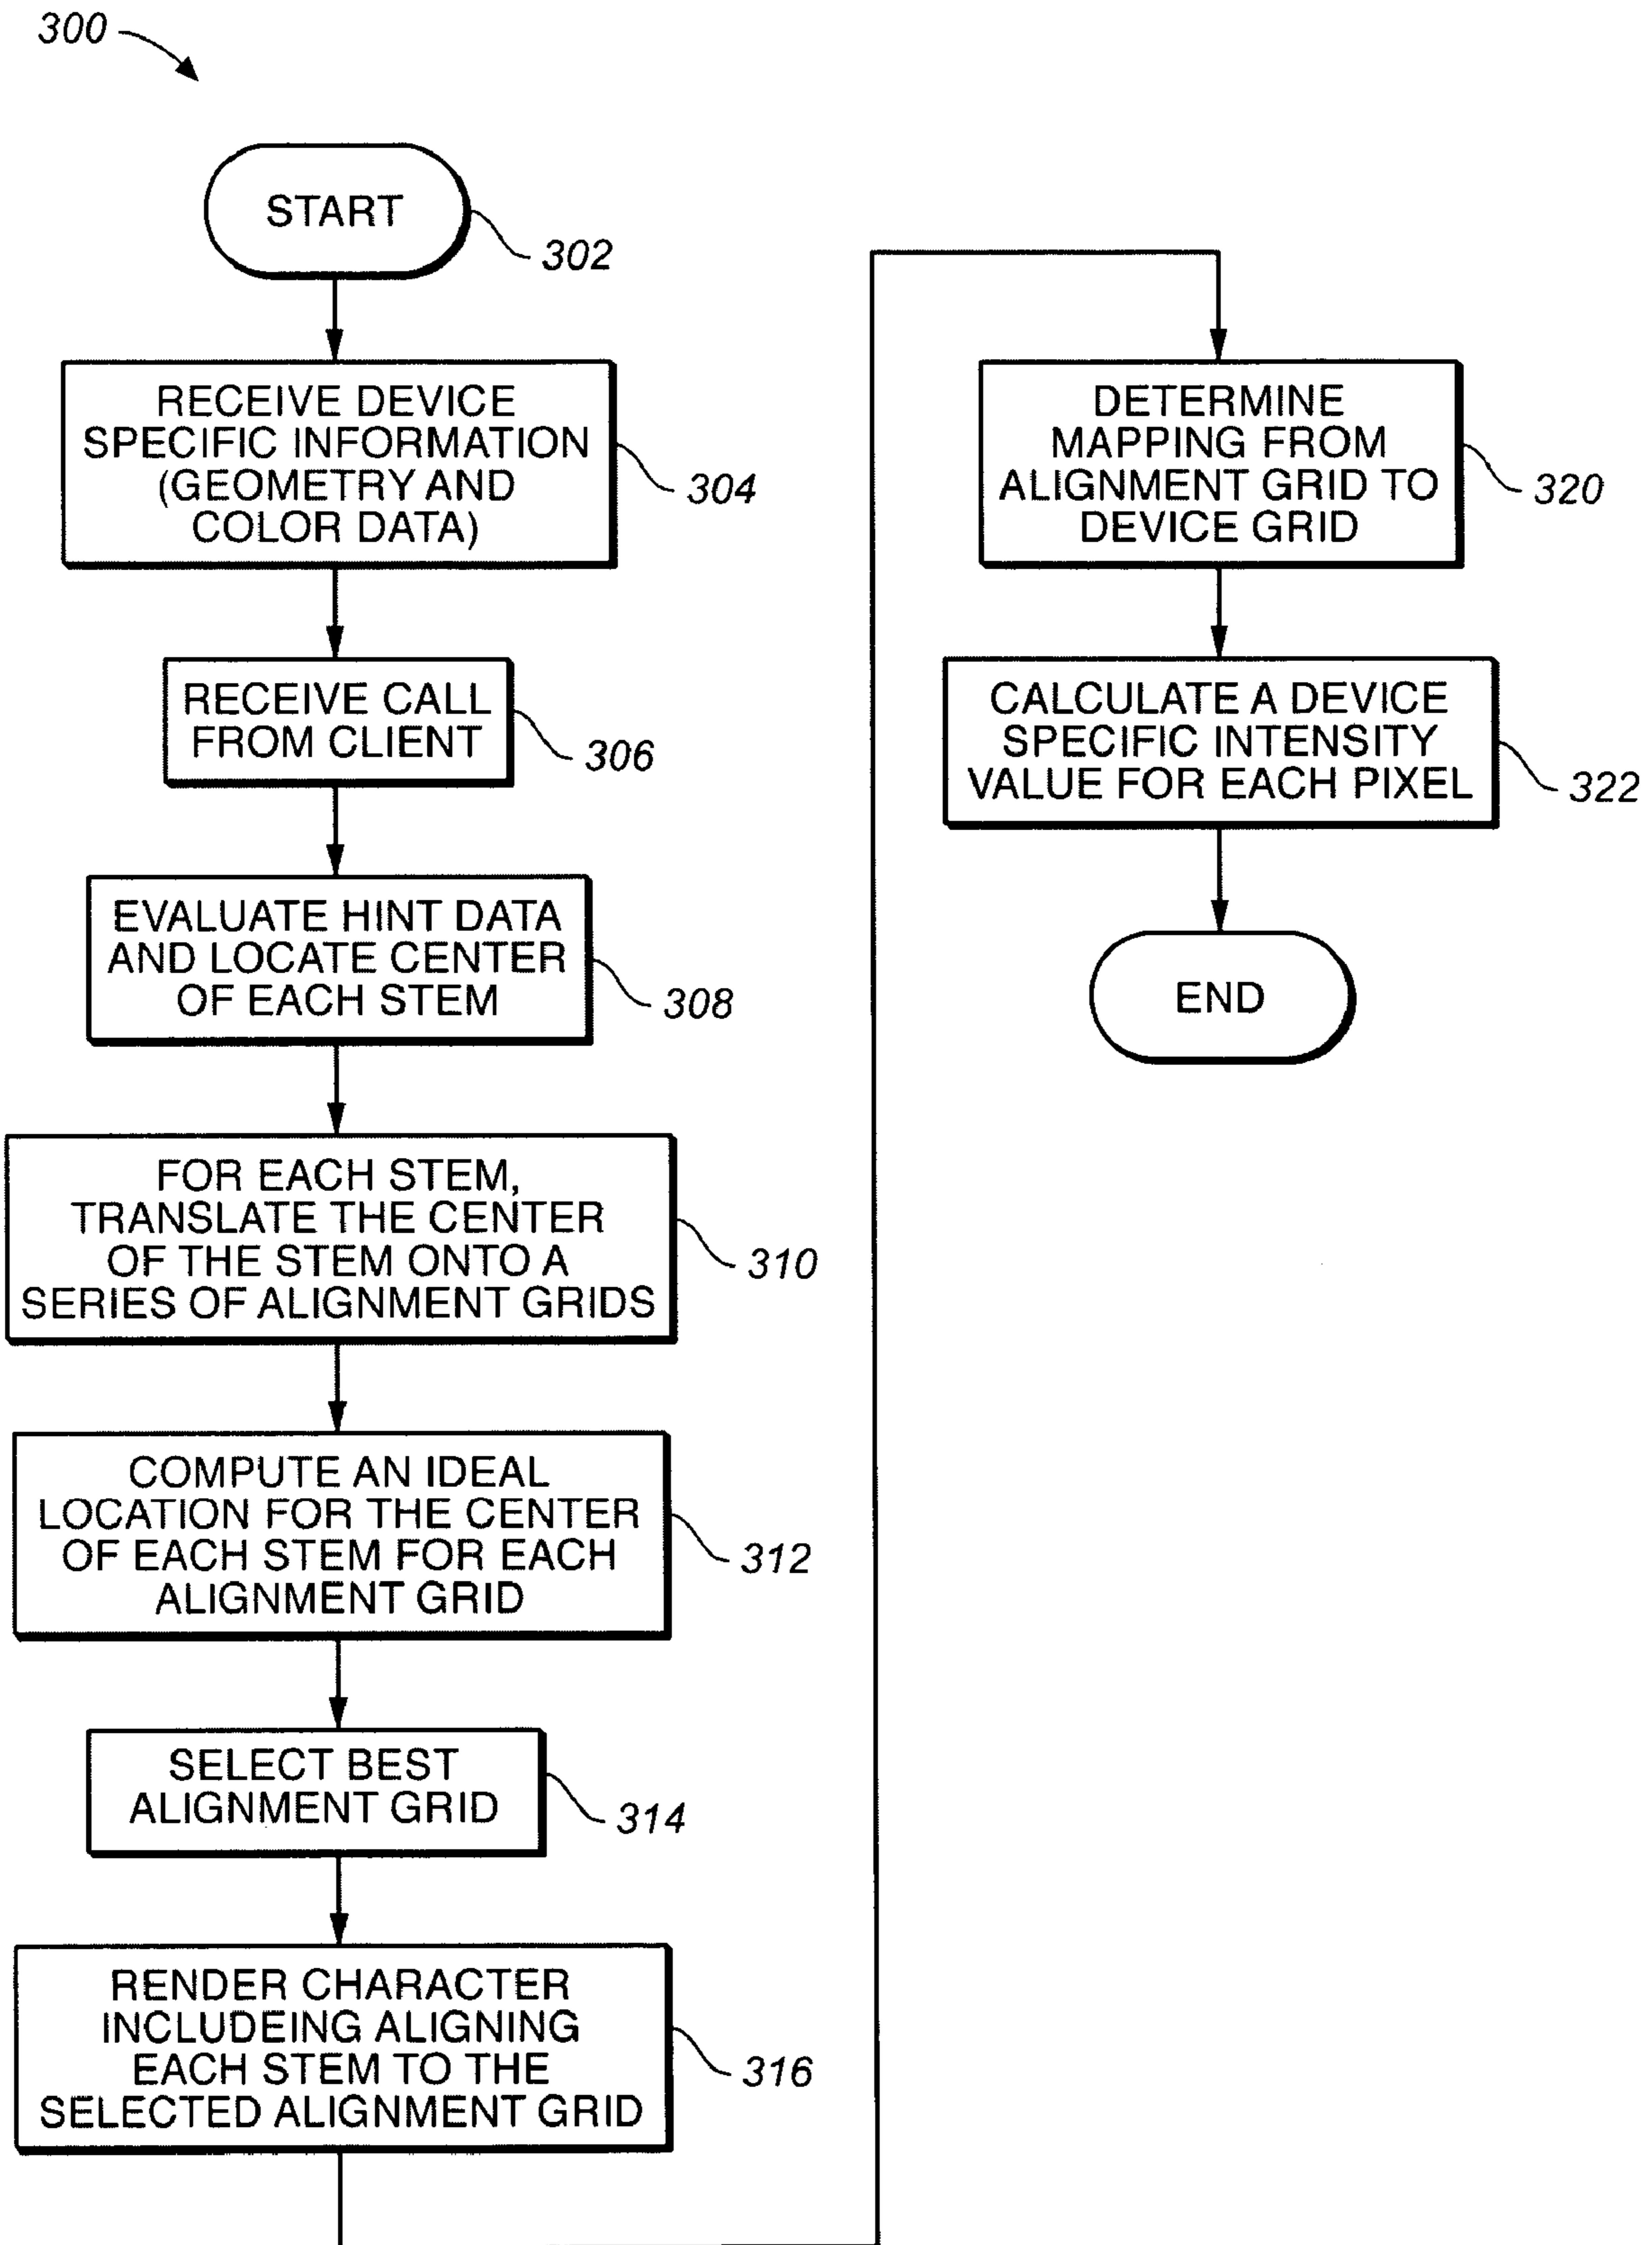 300
START
302
RECEIVE DEVICE
SPECIFIC INFORMATION
(GEOMETRY AND
COLOR DATA)
304
RECEIVE CALL
FROM CLIENT
306
EVALUATE HINT DATA
AND LOCATE CENTER
OF EACH STEM
308
FOR EACH STEM,
TRANSLATE THE CENTER
OF THE STEM ONTO A
SERIES OF ALIGNMENT GRIDS
310
COMPUTE AN IDEAL
LOCATION FOR THE CENTER
OF EACH STEM FOR EACH
ALIGNMENT GRID
312
SELECT BEST
ALIGNMENT GRID
314
RENDER CHARACTER
INCLUDEING ALIGNING
EACH STEM TO THE
SELECTED ALIGNMENT GRID
316
DETERMINE
MAPPING FROM
ALIGNMENT GRID TO
DEVICE GRID
320
CALCULATE A DEVICE
SPECIFIC INTENSITY
VALUE FOR EACH PIXEL
322
END